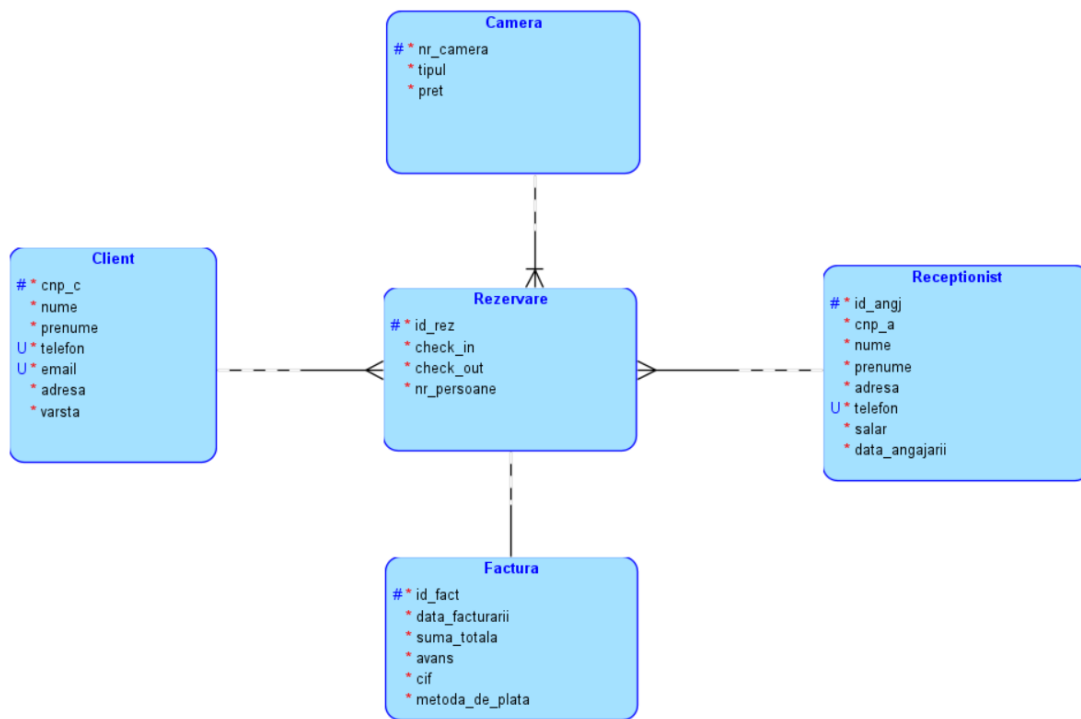 Camera
# * nr_camera
* tipul
* pret
Client
# * cnp_c
* nume
* prenume
U * telefon
U * email
* adresa
* varsta
Rezervare
# * id_rez
* check_in
* check_out
* nr_persoane
Receptionist
# * id_angj
* cnp_a
* nume
* prenume
* adresa
U * telefon
* salar
* data_angajarii
Factura
# * id_fact
* data_facturarii
* suma_totala
* avans
* cif
* metoda_de_plata